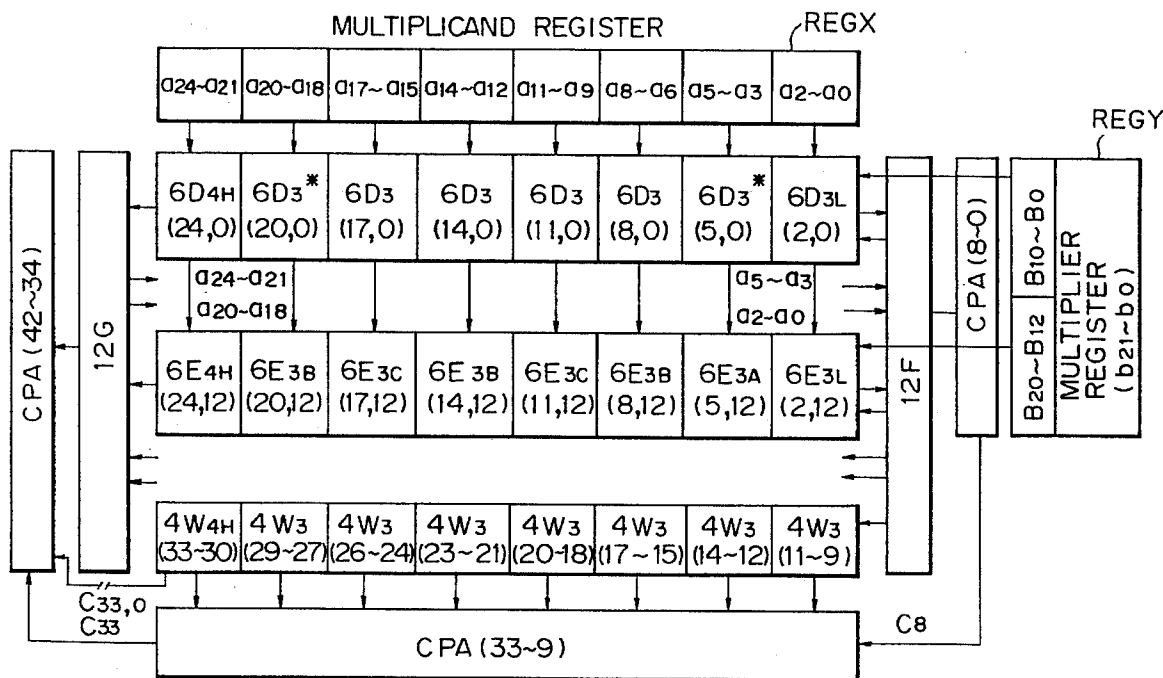 MULTIPLICAND REGISTER
REGX
a24~a21 a20~a18 a17~a15 a14~a12 a11~a9 a8~a6 a5~a3 a2~a0
REGY
6D4H 6D3* 6D3 6D3 6D3 6D3 6D3* 6D3L
(24,0) (20,0) (17,0) (14,0) (11,0) (8,0) (5,0) (2,0)
a24~a21 a5~a3
a20~a18 a2~a0
6E4H 6E3B 6E3C 6E3B 6E3C 6E3B 6E3A 6E3L
(24,12) (20,12) (17,12) (14,12) (11,12) (8,12) (5,12) (2,12)
4W4H 4W3 4W3 4W3 4W3 4W3 4W3 4W3
(33~30) (29~27) (26~24) (23~21) (20~18) (17~15) (14~12) (11~9)
CPA(42~34)
12G
12F
CPA(8~0)
B10~B0
B20~B12
MULTIPLIER
REGISTER
(b21~b0)
C33,0
C33
CPA(33~9)
C8